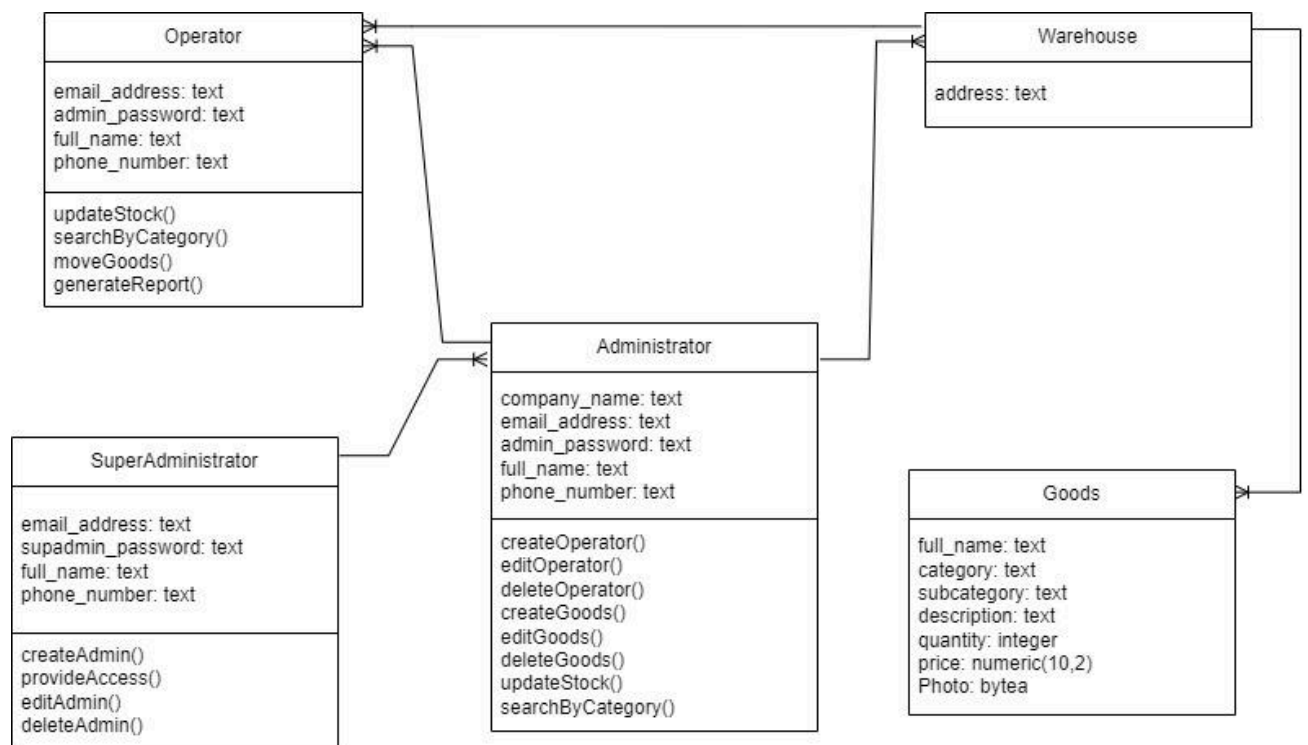 Operator
email_address: text
admin_password: text
full_name: text
phone_number: text
updateStock()
searchByCategory()
moveGoods()
generateReport()
Warehouse
address: text
Administrator
company_name: text
email_address: text
admin_password: text
full_name: text
phone_number: text
createOperator()
editOperator()
deleteOperator()
createGoods()
editGoods()
deleteGoods()
updateStock()
searchByCategory()
SuperAdministrator
email_address: text
supadmin_password: text
full_name: text
phone_number: text
createAdmin()
provideAccess()
editAdmin()
deleteAdmin()
Goods
full_name: text
category: text
subcategory: text
description: text
quantity: integer
price: numeric(10,2)
Photo: bytea